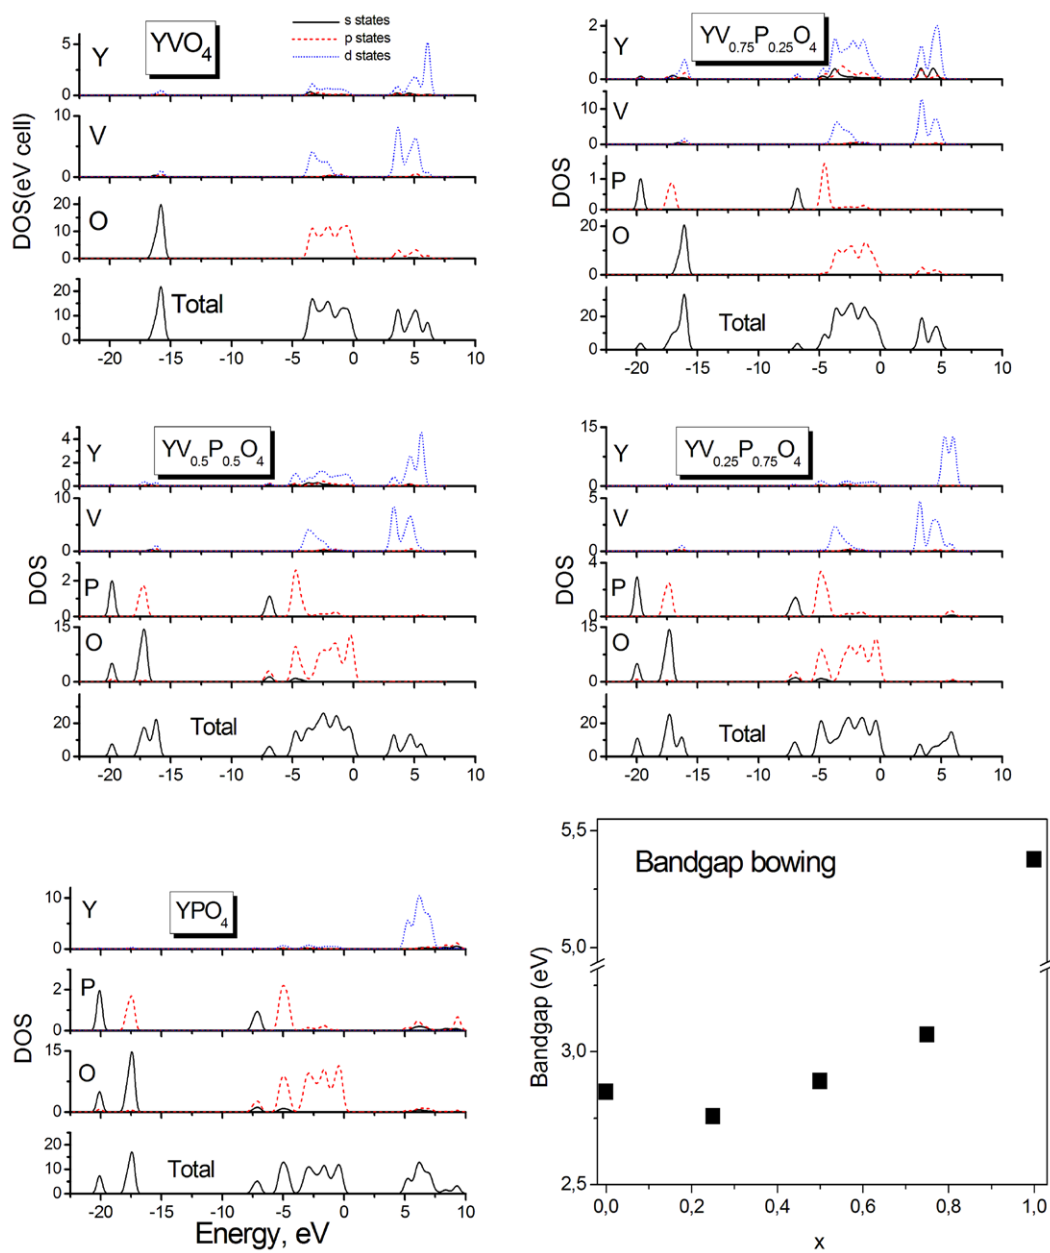 YVO4
s states
p states
d states
DOS(eV cell)
Y
5
0
V
10
5
0
O
20
10
0
Total
20
10
0
-20 -15 -10 -5 0 5 10
YV0.75P0.25O4
DOS
Y
2
1
0
V
10
0
P
1
0
O
20
0
Total
20
0
-20 -15 -10 -5 0 5 10
YV0.5P0.5O4
DOS
Y
4
2
0
V
10
5
0
P
2
0
O
15
0
Total
20
0
-20 -15 -10 -5 0 5 10
YV0.25P0.75O4
DOS
Y
15
0
V
5
0
P
4
0
O
15
0
Total
20
0
-20 -15 -10 -5 0 5 10
YPO4
DOS
Y
10
0
P
2
0
O
15
0
Total
20
10
0
-20 -15 -10 -5 0 5 10
Energy, eV
Bandgap bowing
Bandgap (eV)
5,5
5,0
3,0
2,5
0,0 0,2 0,4 0,6 0,8 1,0
x